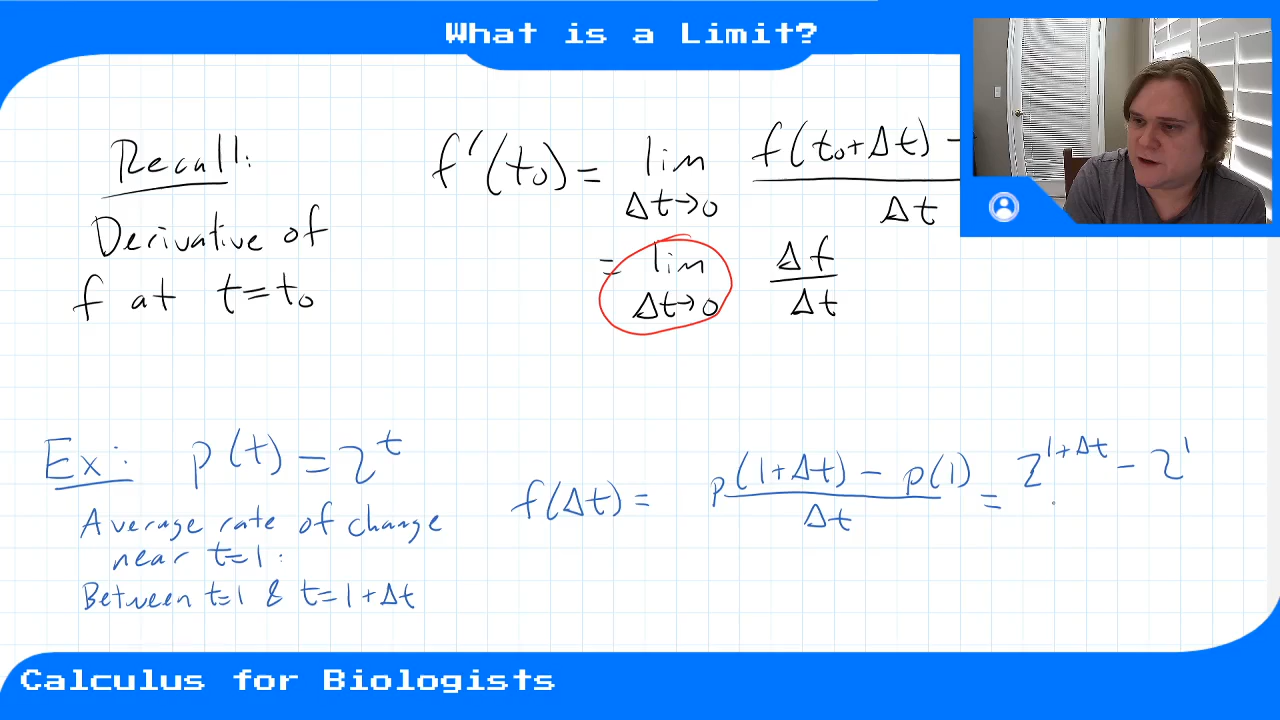 What is a Limit?
Recall:
Derivative of
f at t=t₀
f′(t₀) = lim Δt→0 f(t₀+Δt) − / Δt
= lim Δt→0 Δf / Δt
Ex: p(t) = 2^t
Average rate of change
near t=1:
Between t=1 & t=1+Δt
f(Δt) = p(1+Δt) − p(1) / Δt = 2^1+Δt − 2^1
Calculus for Biologists